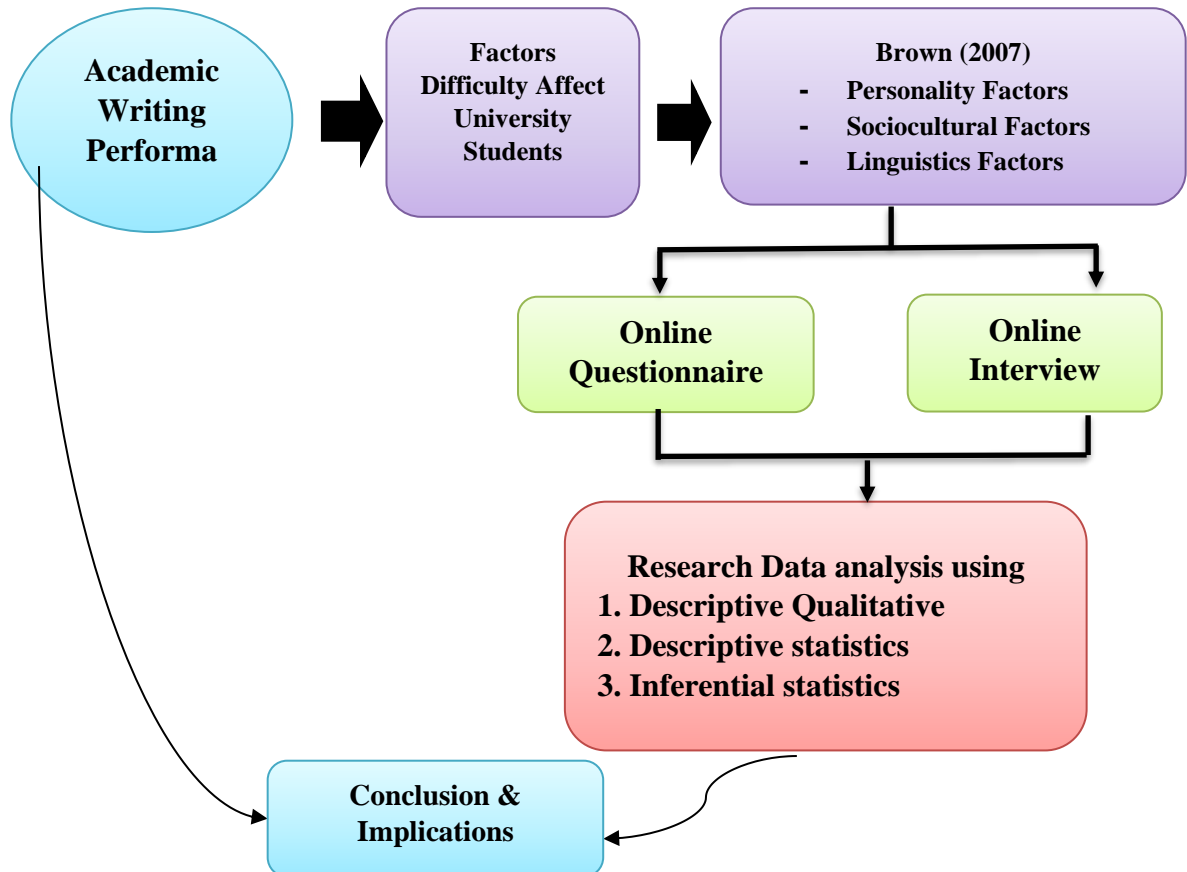 Academic
Writing
Performa
Factors
Difficulty Affect
University
Students
Brown (2007)
- Personality Factors
- Sociocultural Factors
- Linguistics Factors
Online
Questionnaire
Online
Interview
Research Data analysis using
1. Descriptive Qualitative
2. Descriptive statistics
3. Inferential statistics
Conclusion &
Implications